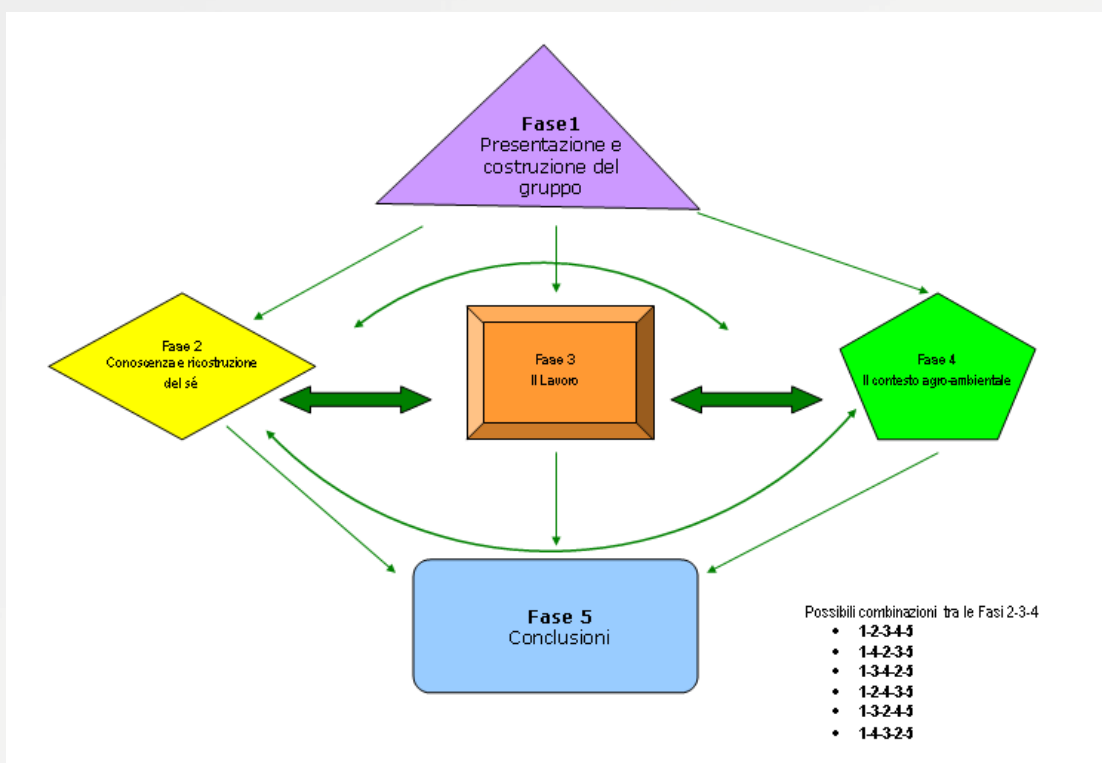 Fase1
Presentazione e
costruzione del
gruppo
Fase 2
Conoscenza e ricostruzione
del sé
Fase 3
Il Lavoro
Fase 4
Il contesto agro-ambientale
Fase 5
Conclusioni
Possibili combinazioni tra le Fasi 2-3-4
• 1-2-3-4-5
• 1-4-2-3-5
• 1-3-4-2-5
• 1-2-4-3-5
• 1-3-2-4-5
• 1-4-3-2-5